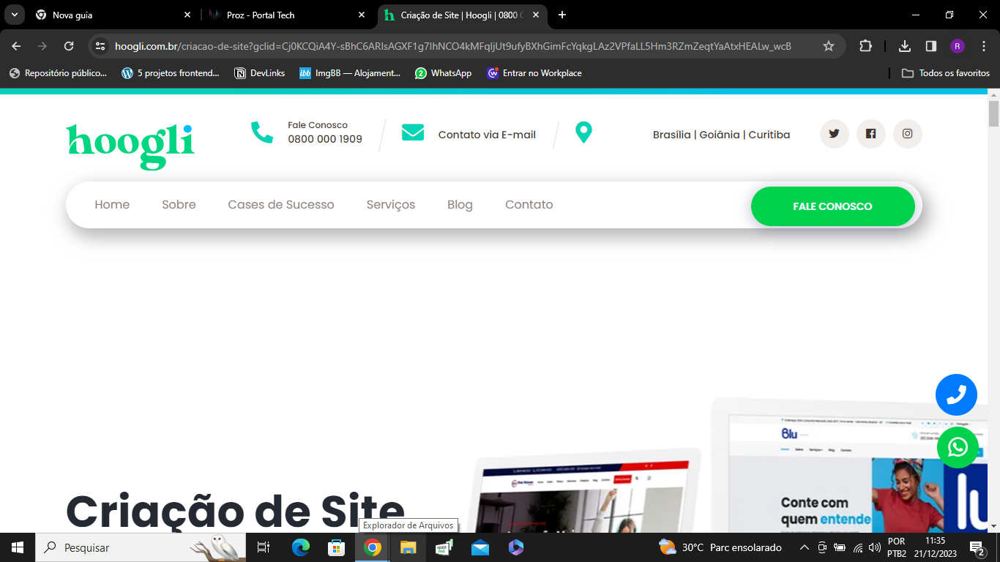 Nova guia
Proz - Portal Tech
Criação de Site | Hoogli | 0800 0
hoogli.com.br/criacao-de-site?gclid=Cj0KCQiA4Y-sBhC6ARIsAGXF1g7lhNCO4kMFqIjUt9ufyBXhGimFcYqkgLAz2VPfaLL5Hm3RZmZeqtYaAtxHEALw_wcB
R
Repositório público...
5 projetos frontend...
DevLinks
ImgBB — Alojament...
WhatsApp
Entrar no Workplace
Todos os favoritos
hoogli
Fale Conosco
0800 000 1909
Contato via E-mail
Brasília | Goiânia | Curitiba
Home Sobre Cases de Sucesso Serviços Blog Contato
FALE CONOSCO
Blu
Conte com
quem entende
Criação de Site
Explorador de Arquivos
Pesquisar
30°C Parc ensolarado
POR
PTB2
11:35
21/12/2023
2